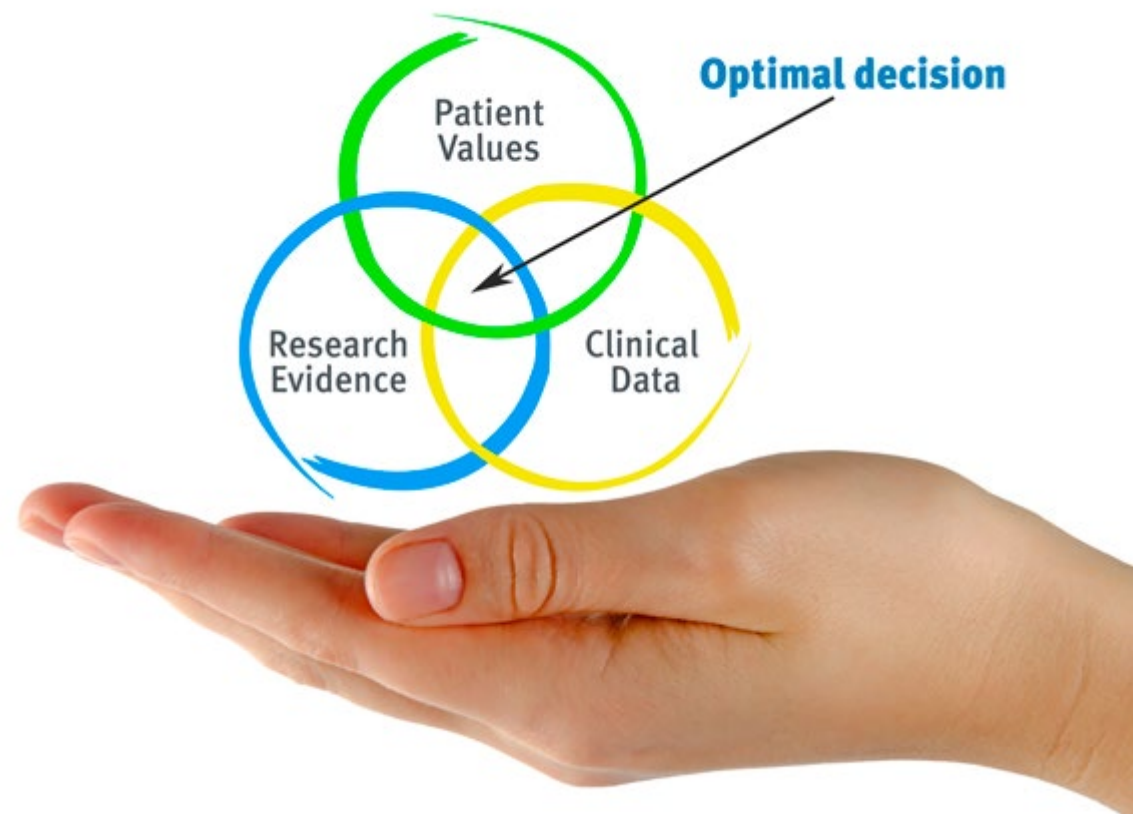 Optimal decision
Patient
Values
Research
Evidence
Clinical
Data